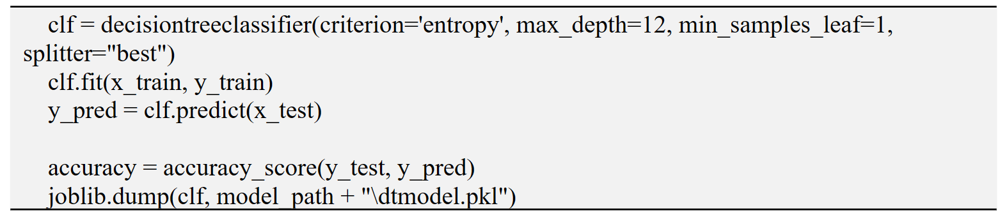 clf = decisiontreeclassifier(criterion='entropy', max_depth=12, min_samples_leaf=1,
splitter="best")
clf.fit(x_train, y_train)
y_pred = clf.predict(x_test)
accuracy = accuracy_score(y_test, y_pred)
joblib.dump(clf, model_path + "\dtmodel.pkl")